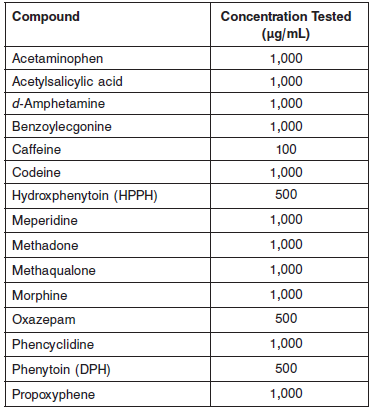 Compound Concentration Tested
(µg/mL)
Acetaminophen 1,000
Acetylsalicylic acid 1,000
d-Amphetamine 1,000
Benzoylecgonine 1,000
Caffeine 100
Codeine 1,000
Hydroxphenytoin (HPPH) 500
Meperidine 1,000
Methadone 1,000
Methaqualone 1,000
Morphine 1,000
Oxazepam 500
Phencyclidine 1,000
Phenytoin (DPH) 500
Propoxyphene 1,000